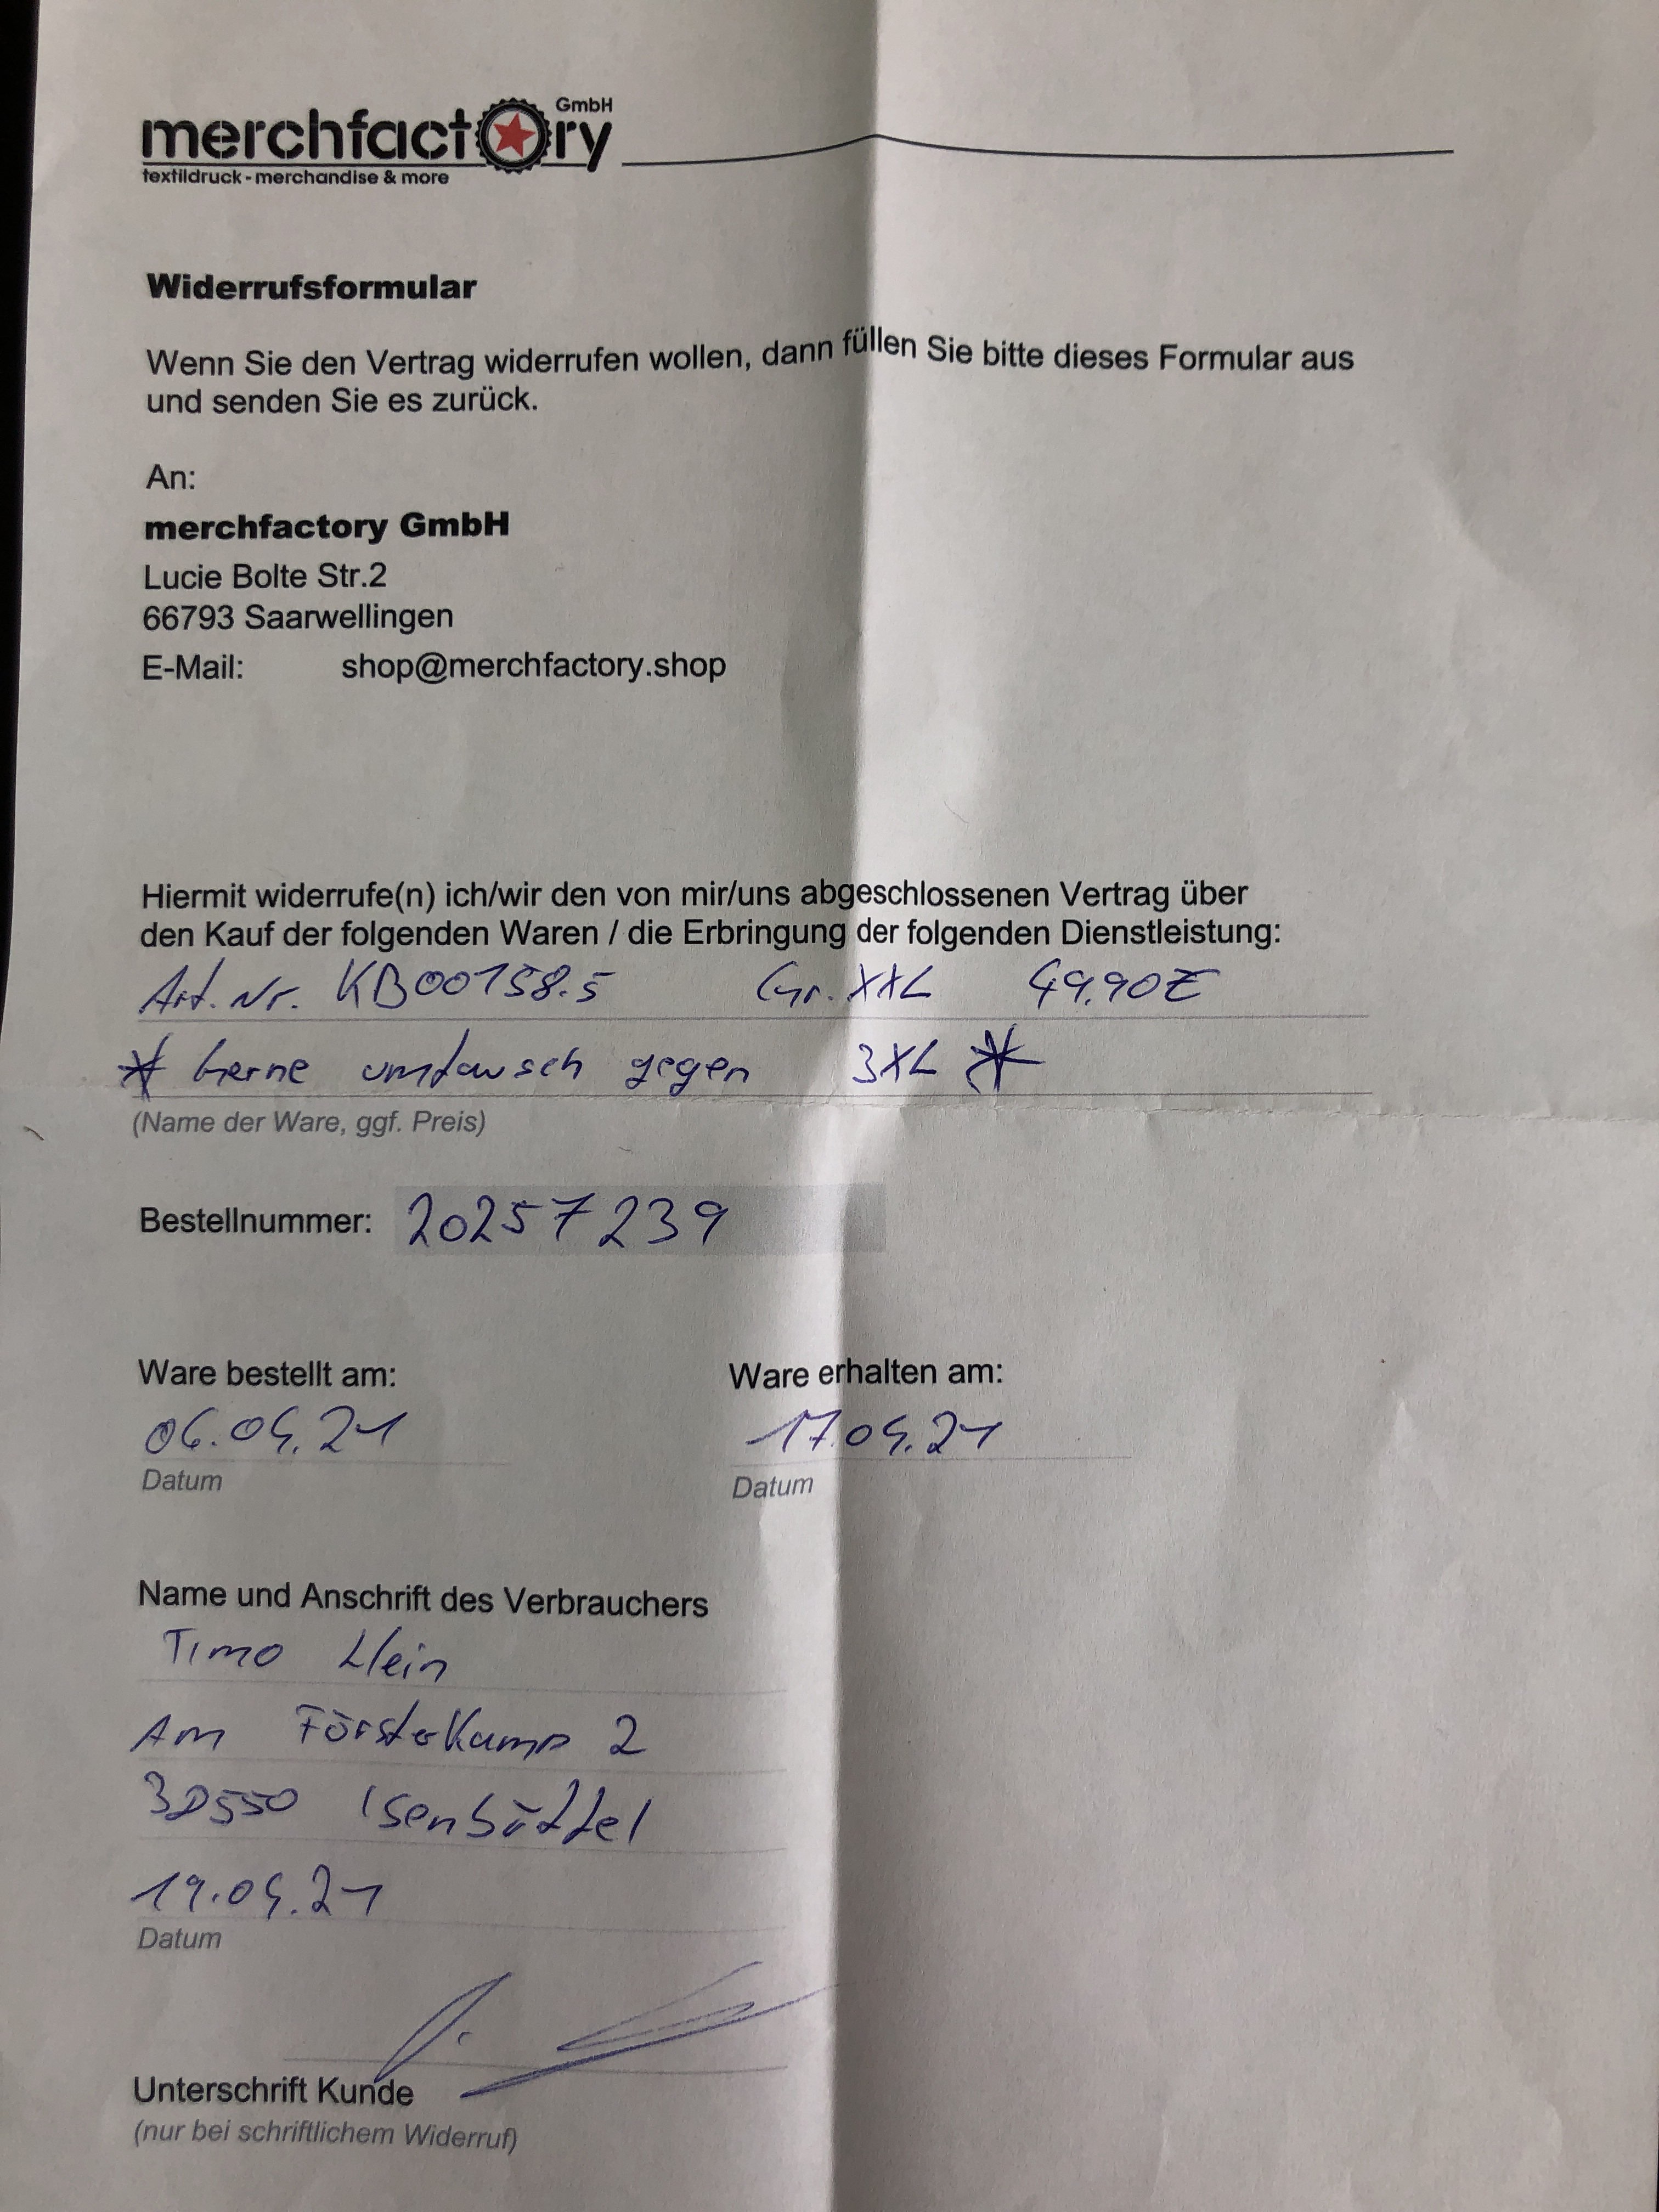 merchfactory GmbH
textildruck - merchandise & more
Widerrufsformular
Wenn Sie den Vertrag widerrufen wollen, dann füllen Sie bitte dieses Formular aus
und senden Sie es zurück.
An:
merchfactory GmbH
Lucie Bolte Str.2
66793 Saarwellingen
E-Mail: shop@merchfactory.shop
Hiermit widerrufe(n) ich/wir den von mir/uns abgeschlossenen Vertrag über
den Kauf der folgenden Waren / die Erbringung der folgenden Dienstleistung:
Art. Nr. KB00158.5 Gr. XXL 49,90€
* Gerne umtausch gegen 3XL *
(Name der Ware, ggf. Preis)
Bestellnummer: 20257239
Ware bestellt am: Ware erhalten am:
06.04.21 17.04.21
Datum Datum
Name und Anschrift des Verbrauchers
Timo Klein
Am Försterkamp 2
38550 Isenbüttel
19.04.21
Datum
Unterschrift Kunde
(nur bei schriftlichem Widerruf)